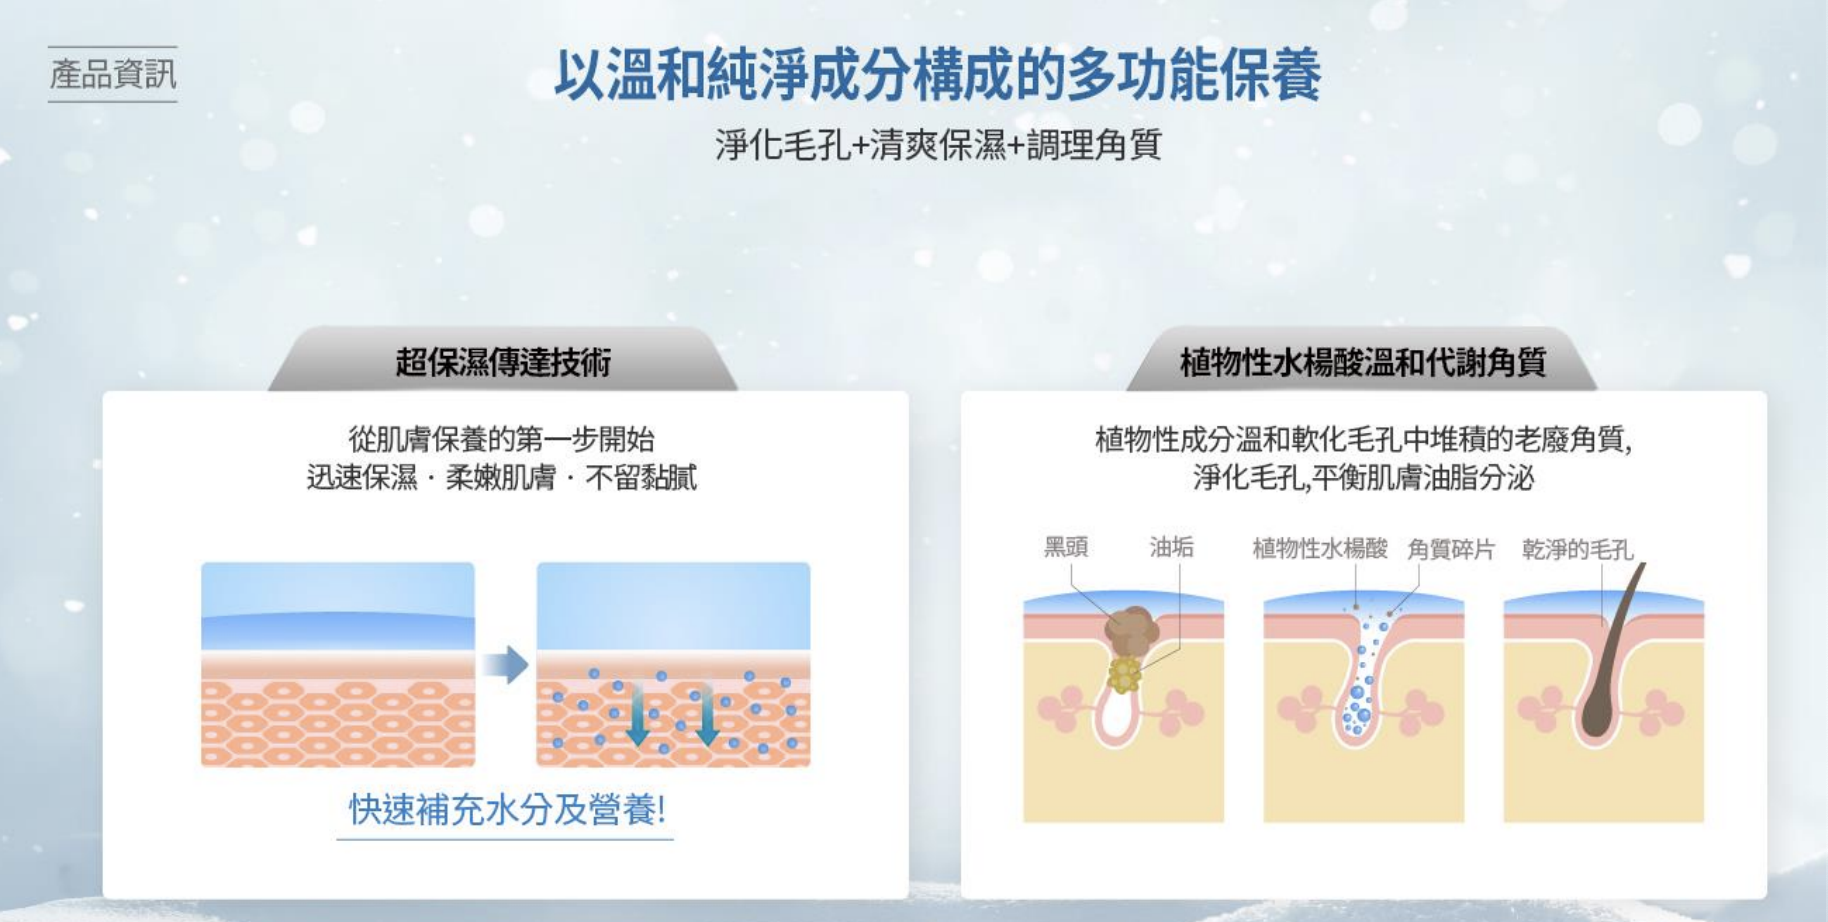 產品資訊
以溫和純淨成分構成的多功能保養
淨化毛孔+清爽保濕+調理角質
超保濕傳達技術
從肌膚保養的第一步開始
迅速保濕．柔嫩肌膚．不留黏膩
快速補充水分及營養!
植物性水楊酸溫和代謝角質
植物性成分溫和軟化毛孔中堆積的老廢角質,
淨化毛孔,平衡肌膚油脂分泌
黑頭 油垢 植物性水楊酸 角質碎片 乾淨的毛孔